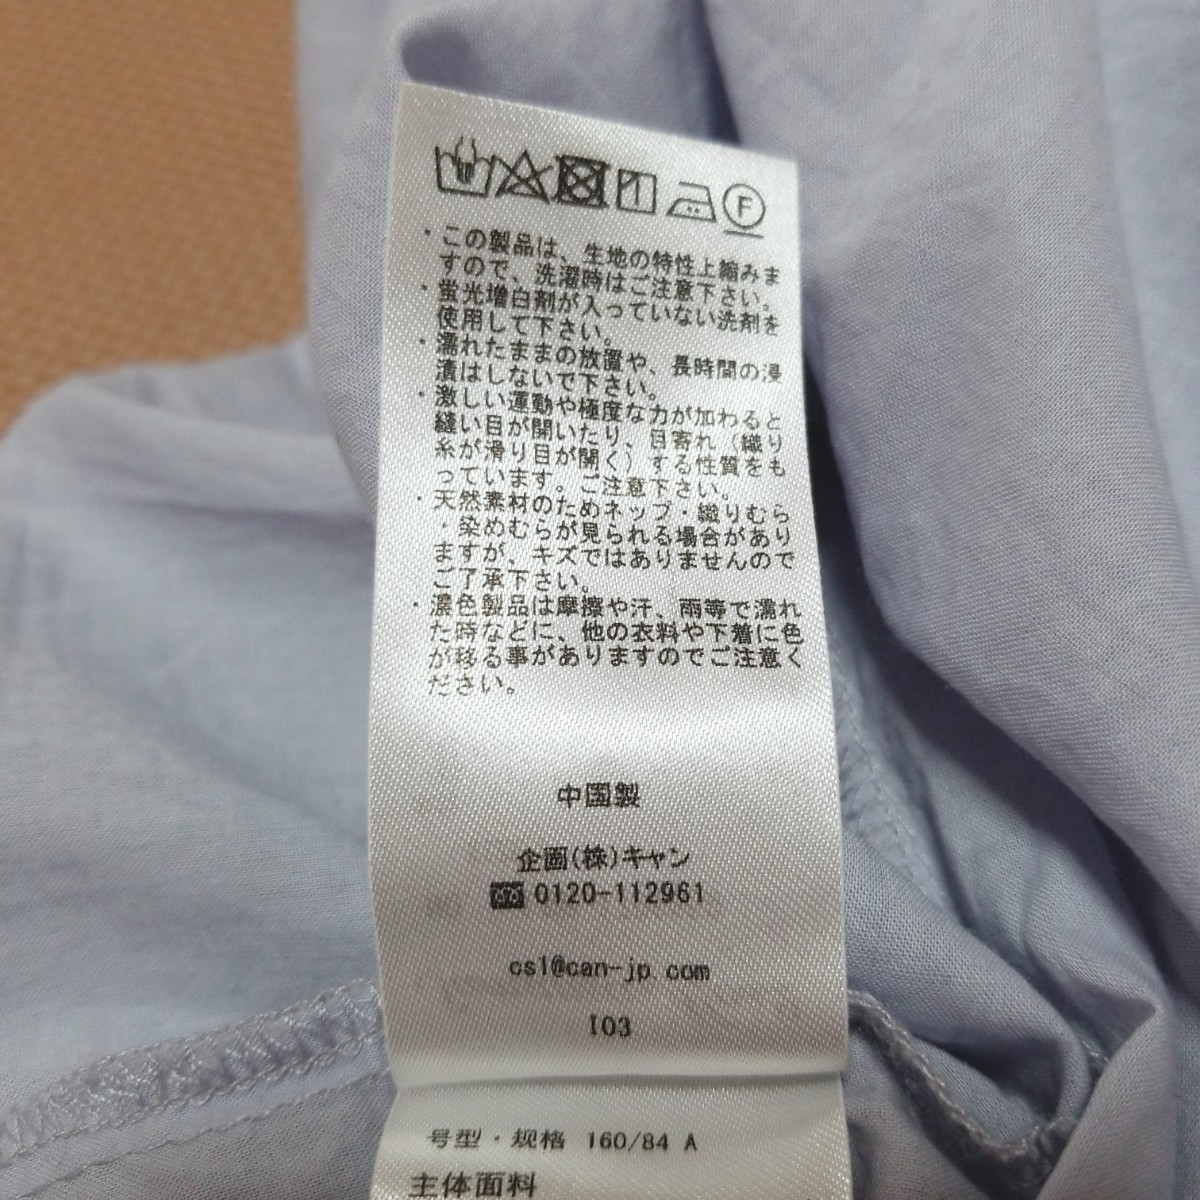 F
・この製品は、生地の特性上縮みま
すので、洗濯時はご注意下さい。
・蛍光増白剤が入っていない洗剤を
使用して下さい。
・濡れたままの放置や、長時間の浸
漬はしないで下さい。
・激しい運動や極度な力が加わると
縫い目が開いたり、目寄れ（織り
糸が滑り目が開く）する性質をも
っています。ご注意下さい。
・天然素材のためネップ・織りむら
・染めむらが見られる場合があり
ますが、キズではありませんので
ご了承下さい。
・濃色製品は摩擦や汗、雨等で濡れ
た時などに、他の衣料や下着に色
が移る事がありますのでご注意く
ださい。
中国製
企画(株)キャン
0120-112961
cs1@can-jp.com
I03
号型・规格 160/84 A
主体面料